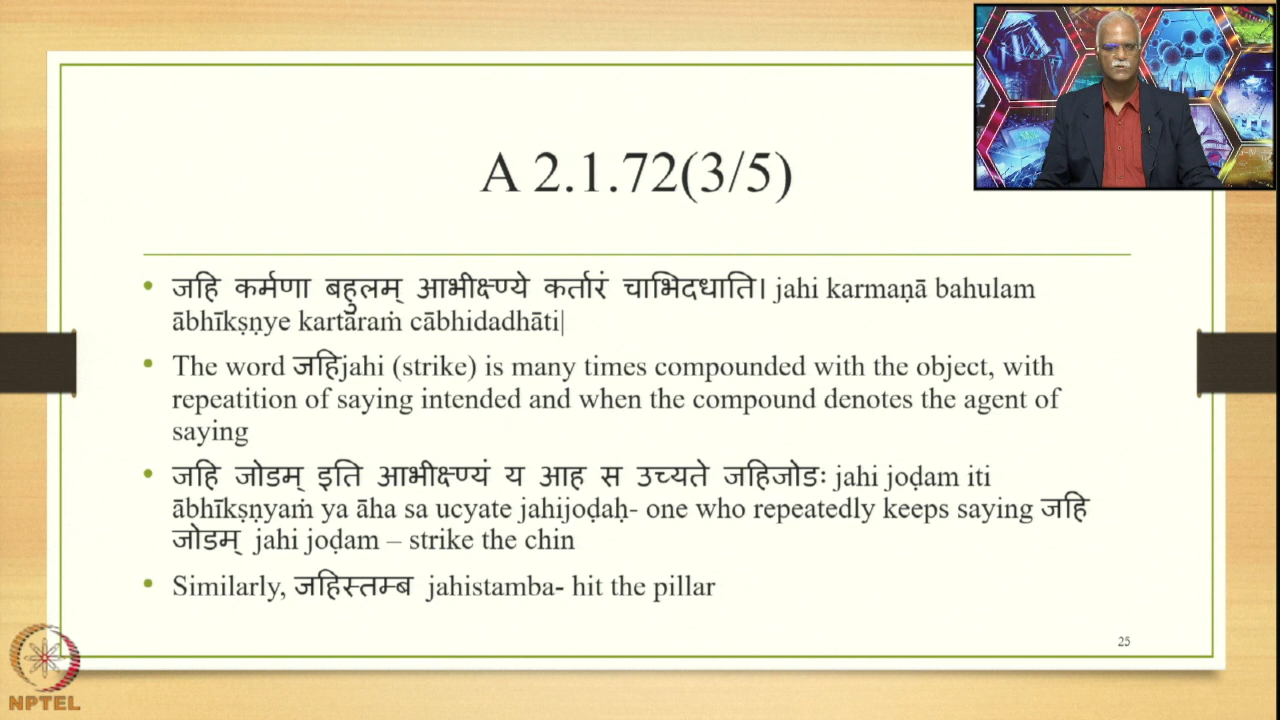 A 2.1.72(3/5)
• जहि कर्मणा बहुलम् आभीक्ष्ण्ये कर्तारं चाभिदधाति। jahi karmaṇā bahulam
ābhīkṣṇye kartāraṁ cābhidadhāti|
• The word जहिjahi (strike) is many times compounded with the object, with
repeatition of saying intended and when the compound denotes the agent of
saying
• जहि जोडम् इति आभीक्ष्ण्यं य आह स उच्यते जहिजोडः jahi joḍam iti
ābhīkṣṇyaṁ ya āha sa ucyate jahijoḍaḥ- one who repeatedly keeps saying जहि
जोडम् jahi joḍam – strike the chin
• Similarly, जहिस्तम्ब jahistamba- hit the pillar
25
NPTEL